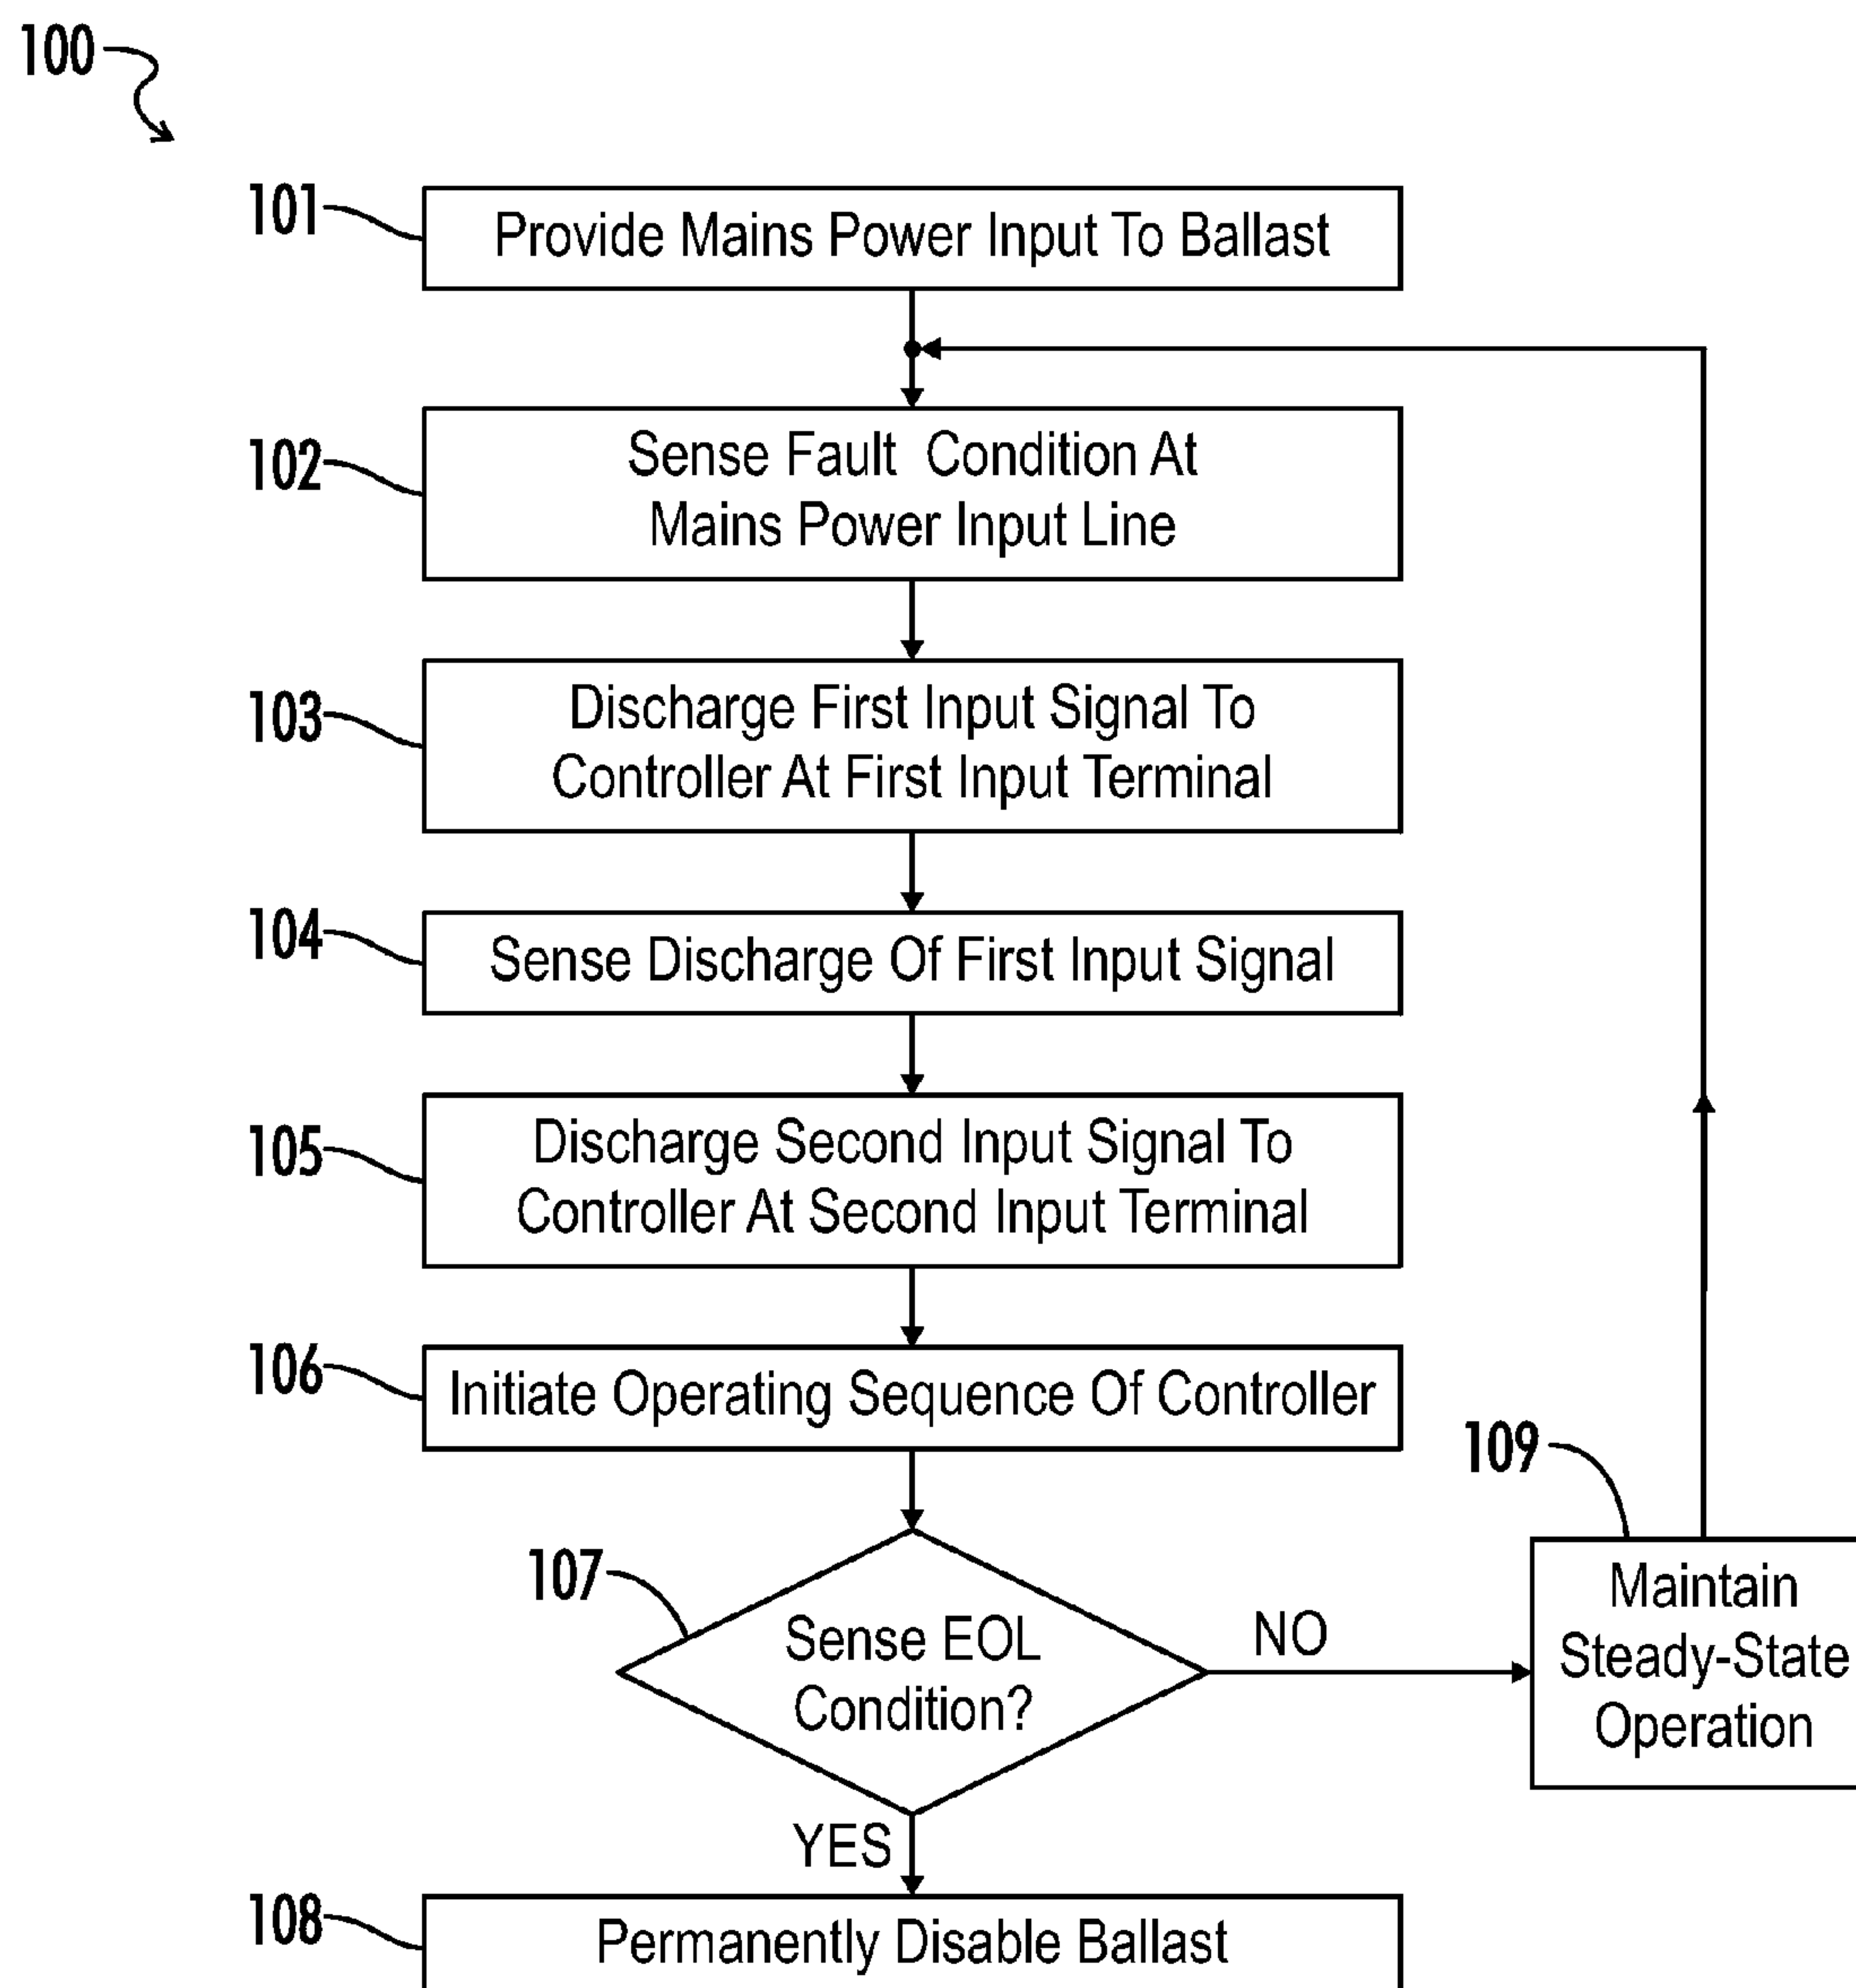 100
101
Provide Mains Power Input To Ballast
102
Sense Fault Condition At
Mains Power Input Line
103
Discharge First Input Signal To
Controller At First Input Terminal
104
Sense Discharge Of First Input Signal
105
Discharge Second Input Signal To
Controller At Second Input Terminal
106
Initiate Operating Sequence Of Controller
107
Sense EOL
Condition?
NO
109
Maintain
Steady-State
Operation
YES
108
Permanently Disable Ballast